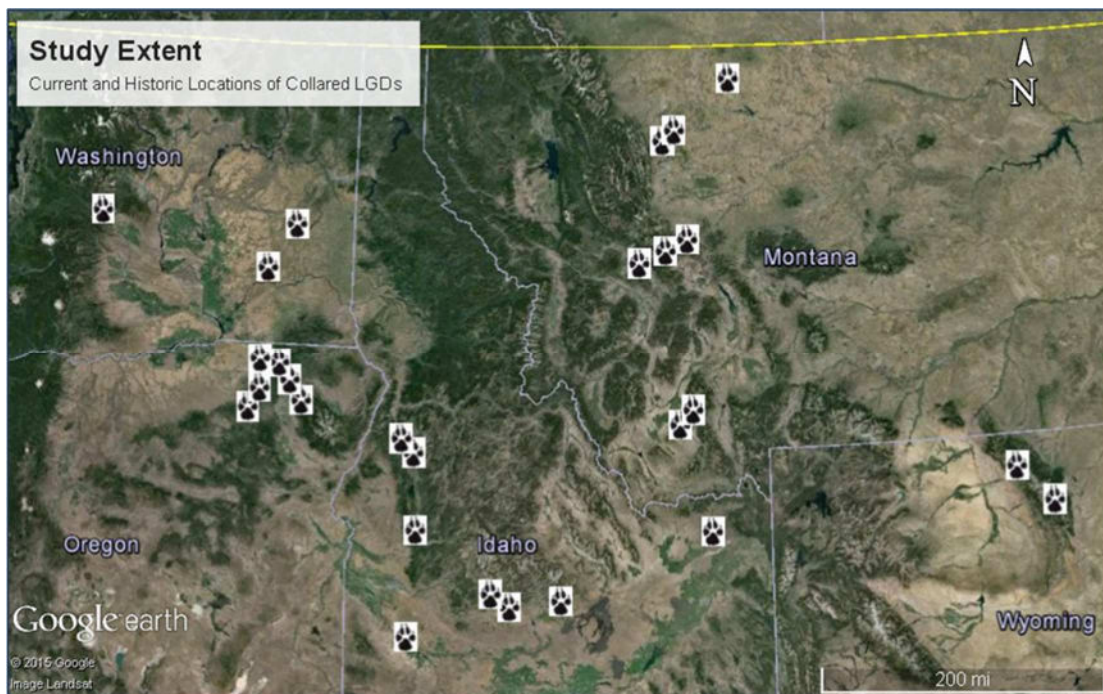 Study Extent
Current and Historic Locations of Collared LGDs
N
Washington
Montana
Oregon
Idaho
Wyoming
Google earth
© 2015 Google
Image Landsat
200 mi